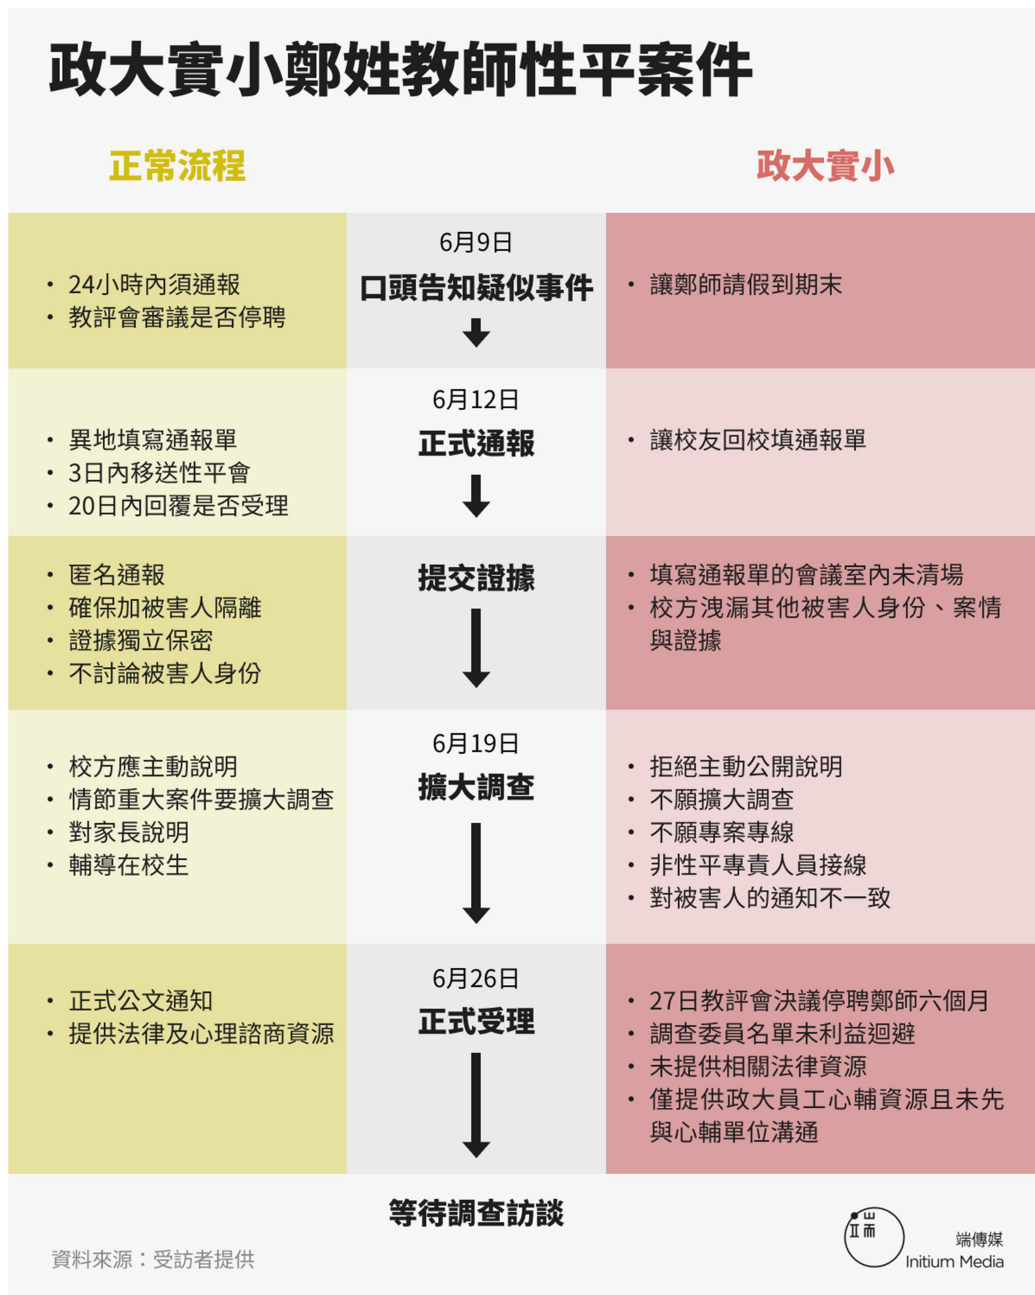 政大實小鄭姓教師性平案件
正常流程
政大實小
6月9日
口頭告知疑似事件
• 24小時內須通報
• 教評會審議是否停聘
• 讓鄭師請假到期末
6月12日
正式通報
• 異地填寫通報單
• 3日內移送性平會
• 20日內回覆是否受理
• 讓校友回校填通報單
提交證據
• 匿名通報
• 確保加被害人隔離
• 證據獨立保密
• 不討論被害人身份
• 填寫通報單的會議室內未清場
• 校方洩漏其他被害人身份、案情
與證據
6月19日
擴大調查
• 校方應主動說明
• 情節重大案件要擴大調查
• 對家長說明
• 輔導在校生
• 拒絕主動公開說明
• 不願擴大調查
• 不願專案專線
• 非性平專責人員接線
• 對被害人的通知不一致
6月26日
正式受理
• 正式公文通知
• 提供法律及心理諮商資源
• 27日教評會決議停聘鄭師六個月
• 調查委員名單未利益迴避
• 未提供相關法律資源
• 僅提供政大員工心輔資源且未先
與心輔單位溝通
等待調查訪談
資料來源：受訪者提供
端
端傳媒
Initium Media